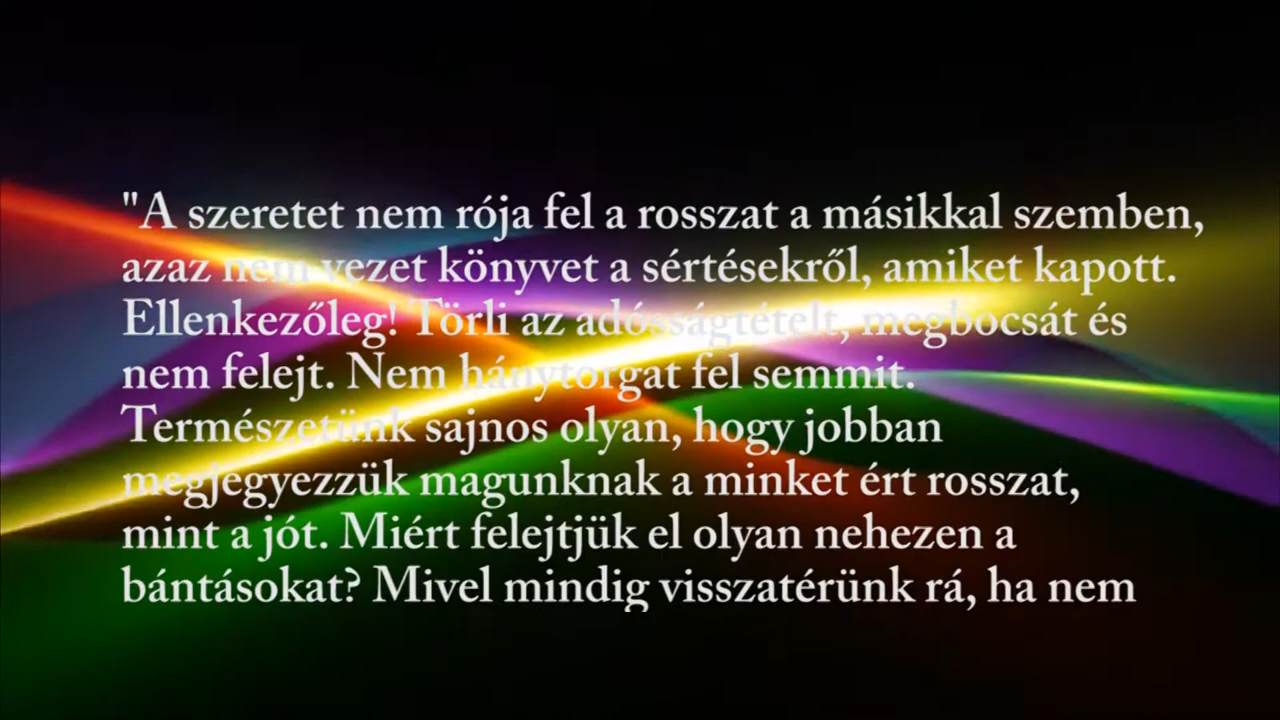 "A szeretet nem rója fel a rosszat a másikkal szemben,
azaz nem vezet könyvet a sértésekről, amiket kapott.
Ellenkezőleg! Törli az adósságtételt, megbocsát és
nem felejt. Nem hánytorgat fel semmit.
Természetünk sajnos olyan, hogy jobban
megjegyezzük magunknak a minket ért rosszat,
mint a jót. Miért felejtjük el olyan nehezen a
bántásokat? Mivel mindig visszatérünk rá, ha nem